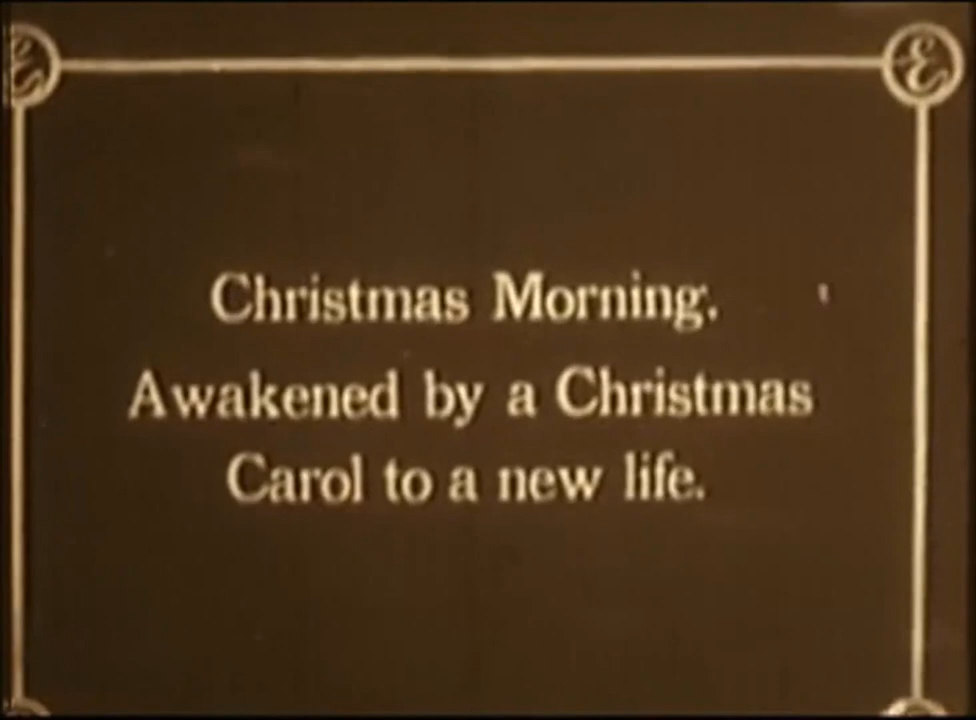 E E
Christmas Morning.
Awakened by a Christmas
Carol to a new life.